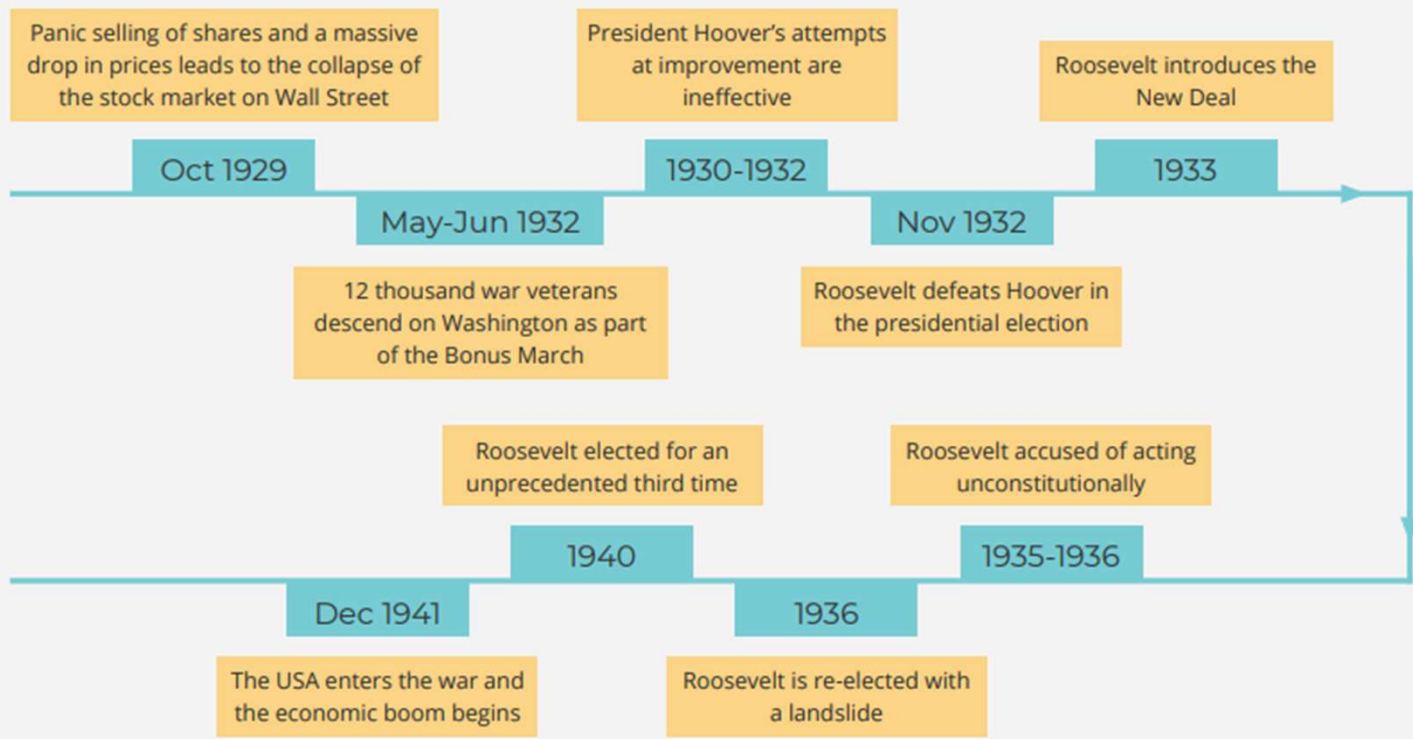 Panic selling of shares and a massive
drop in prices leads to the collapse of
the stock market on Wall Street
Oct 1929
May-Jun 1932
12 thousand war veterans
descend on Washington as part
of the Bonus March
President Hoover’s attempts
at improvement are
ineffective
1930-1932
Nov 1932
Roosevelt defeats Hoover in
the presidential election
Roosevelt introduces the
New Deal
1933
Roosevelt accused of acting
unconstitutionally
1935-1936
1936
Roosevelt is re-elected with
a landslide
Roosevelt elected for an
unprecedented third time
1940
Dec 1941
The USA enters the war and
the economic boom begins